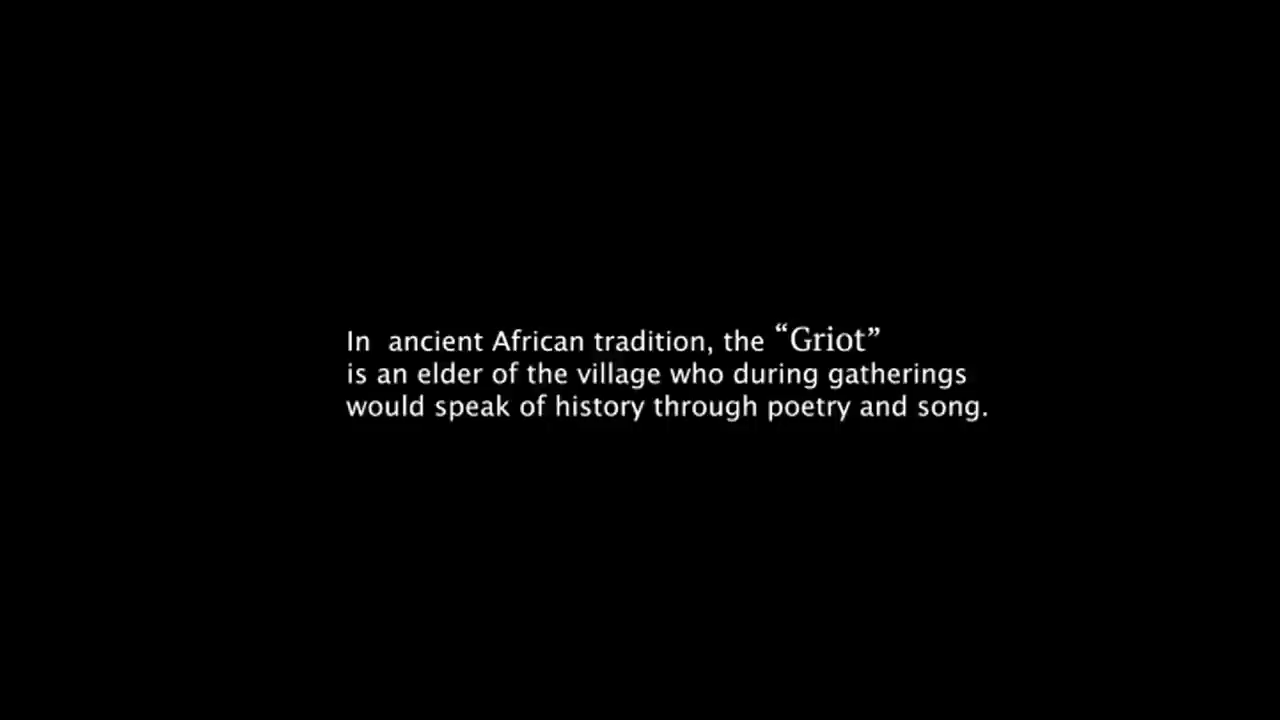 In  ancient African tradition, the “Griot”
is an elder of the village who during gatherings
would speak of history through poetry and song.